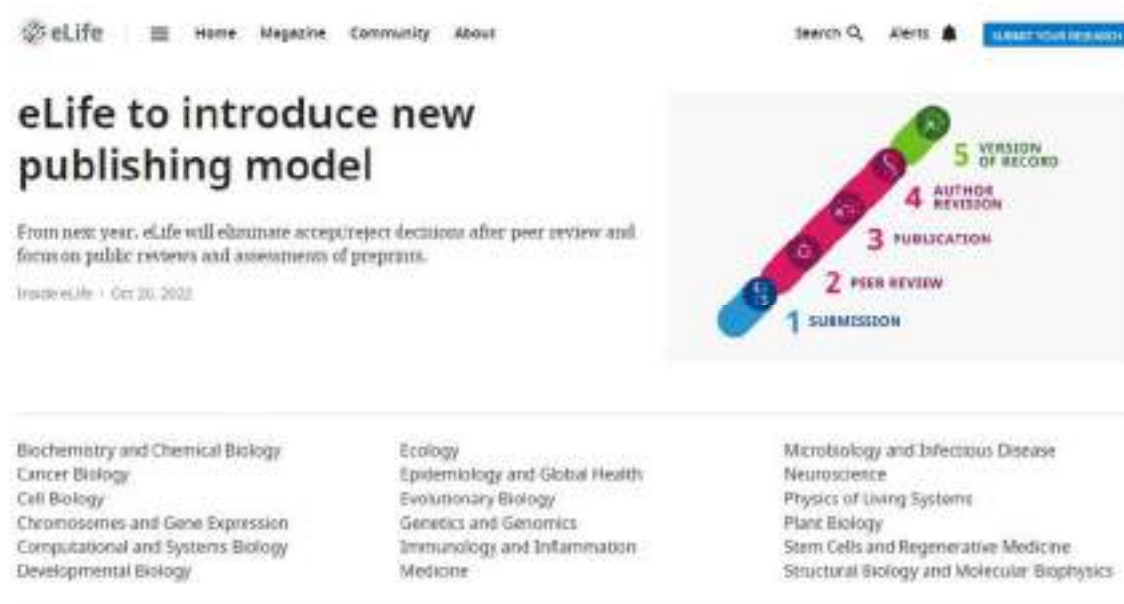 eLife
Home Magazine Community About
Search Alerts SUBMIT YOUR RESEARCH
eLife to introduce new
publishing model
From next year, eLife will eliminate accept/reject decisions after peer review and
focus on public reviews and assessments of preprints.
Inside eLife · Oct 20, 2022
5 VERSION
OF RECORD
4 AUTHOR
REVISION
3 PUBLICATION
2 PEER REVIEW
1 SUBMISSION
Biochemistry and Chemical Biology
Cancer Biology
Cell Biology
Chromosomes and Gene Expression
Computational and Systems Biology
Developmental Biology
Ecology
Epidemiology and Global Health
Evolutionary Biology
Genetics and Genomics
Immunology and Inflammation
Medicine
Microbiology and Infectious Disease
Neuroscience
Physics of Living Systems
Plant Biology
Stem Cells and Regenerative Medicine
Structural Biology and Molecular Biophysics